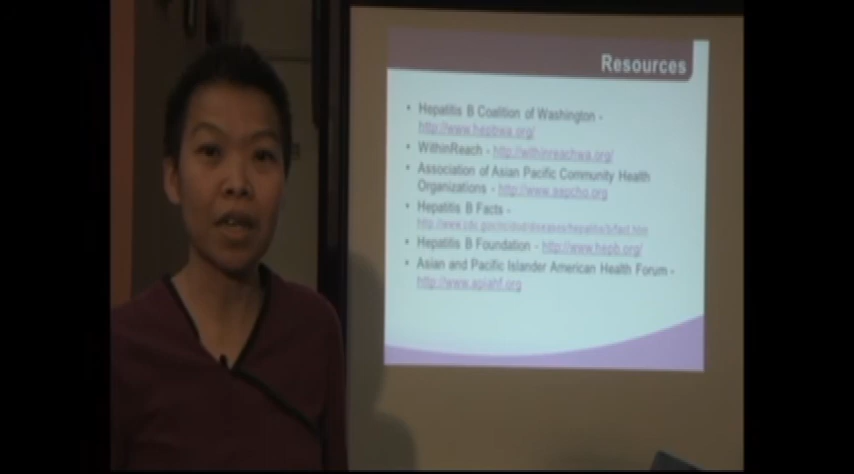 Resources
• Hepatitis B Coalition of Washington -
http://www.hepbwa.org/
• WithinReach - http://withinreachwa.org/
• Association of Asian Pacific Community Health
Organizations - http://www.aapcho.org
• Hepatitis B Facts -
• Hepatitis B Foundation - http://www.hepb.org/
• Asian and Pacific Islander American Health Forum -
http://www.apiahf.org